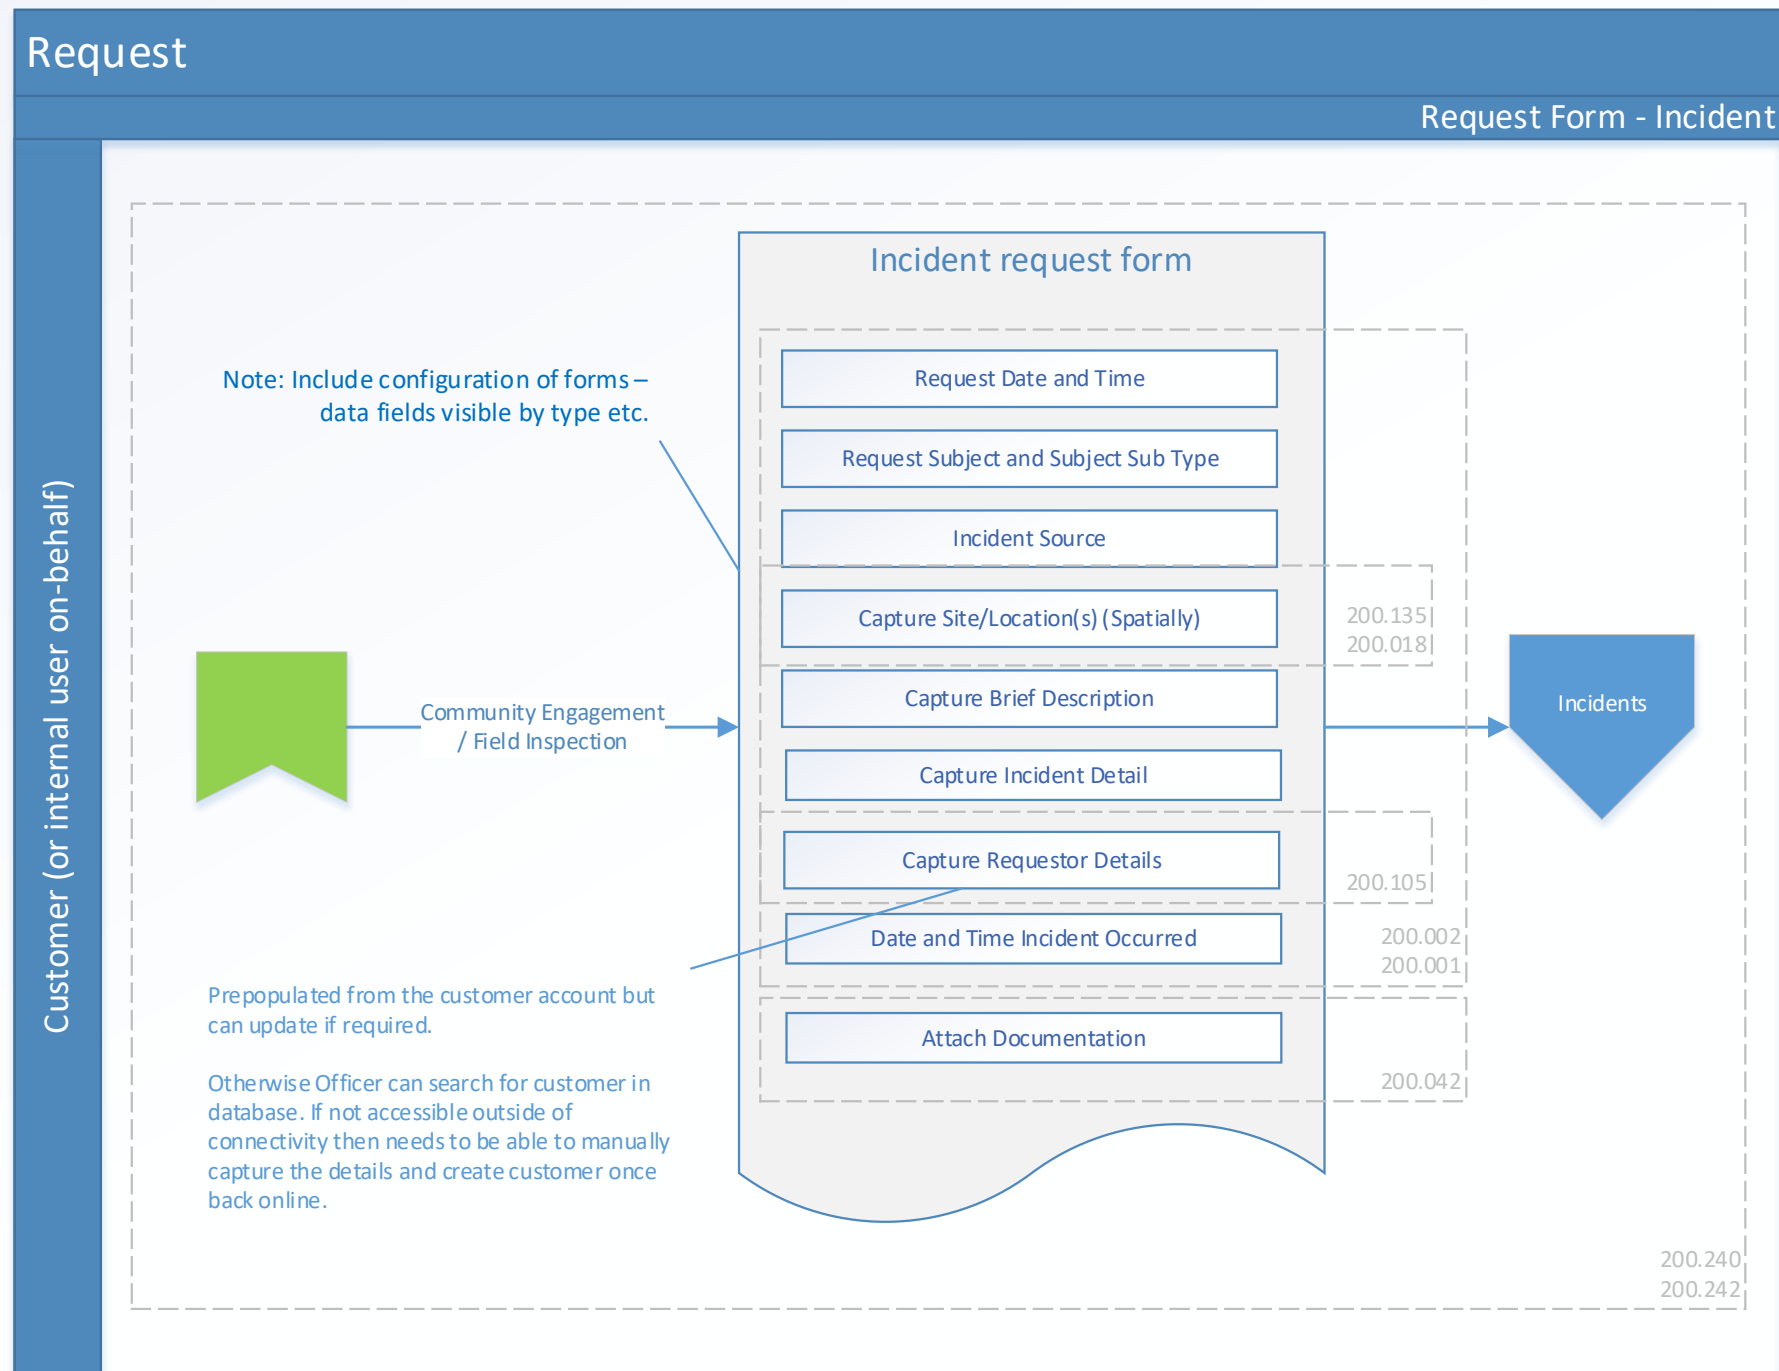 Request
Request Form - Incident
Customer (or internal user on-behalf)
Incident request form
Note: Include configuration of forms –
data fields visible by type etc.
Request Date and Time
Request Subject and Subject Sub Type
Incident Source
Capture Site/Location(s) (Spatially)
200.135
200.018
Capture Brief Description
Community Engagement
/ Field Inspection
Incidents
Capture Incident Detail
Capture Requestor Details
200.105
Date and Time Incident Occurred
200.002
200.001
Prepopulated from the customer account but
can update if required.
Otherwise Officer can search for customer in
database. If not accessible outside of
connectivity then needs to be able to manually
capture the details and create customer once
back online.
Attach Documentation
200.042
200.240
200.242